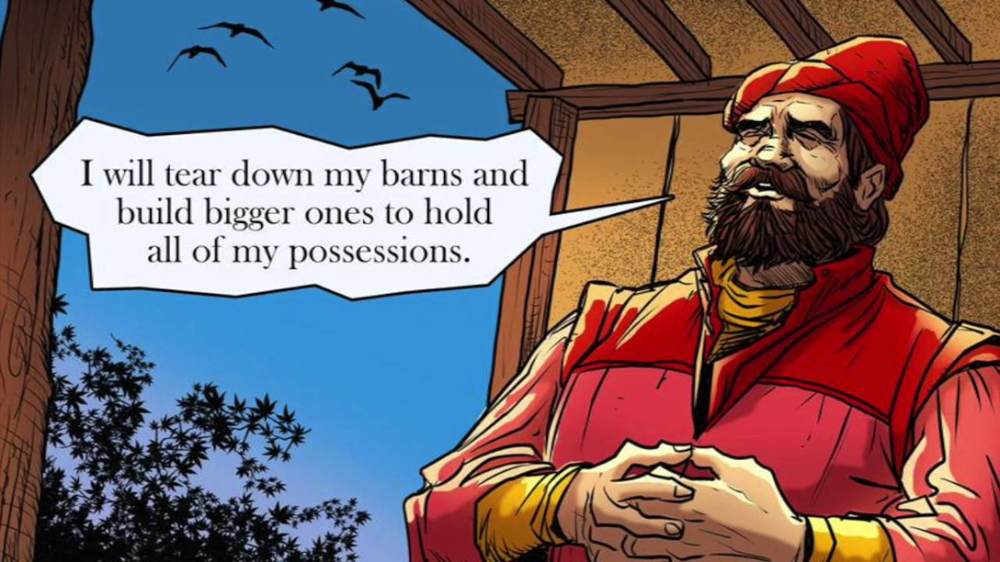 I will tear down my barns and
build bigger ones to hold
all of my possessions.